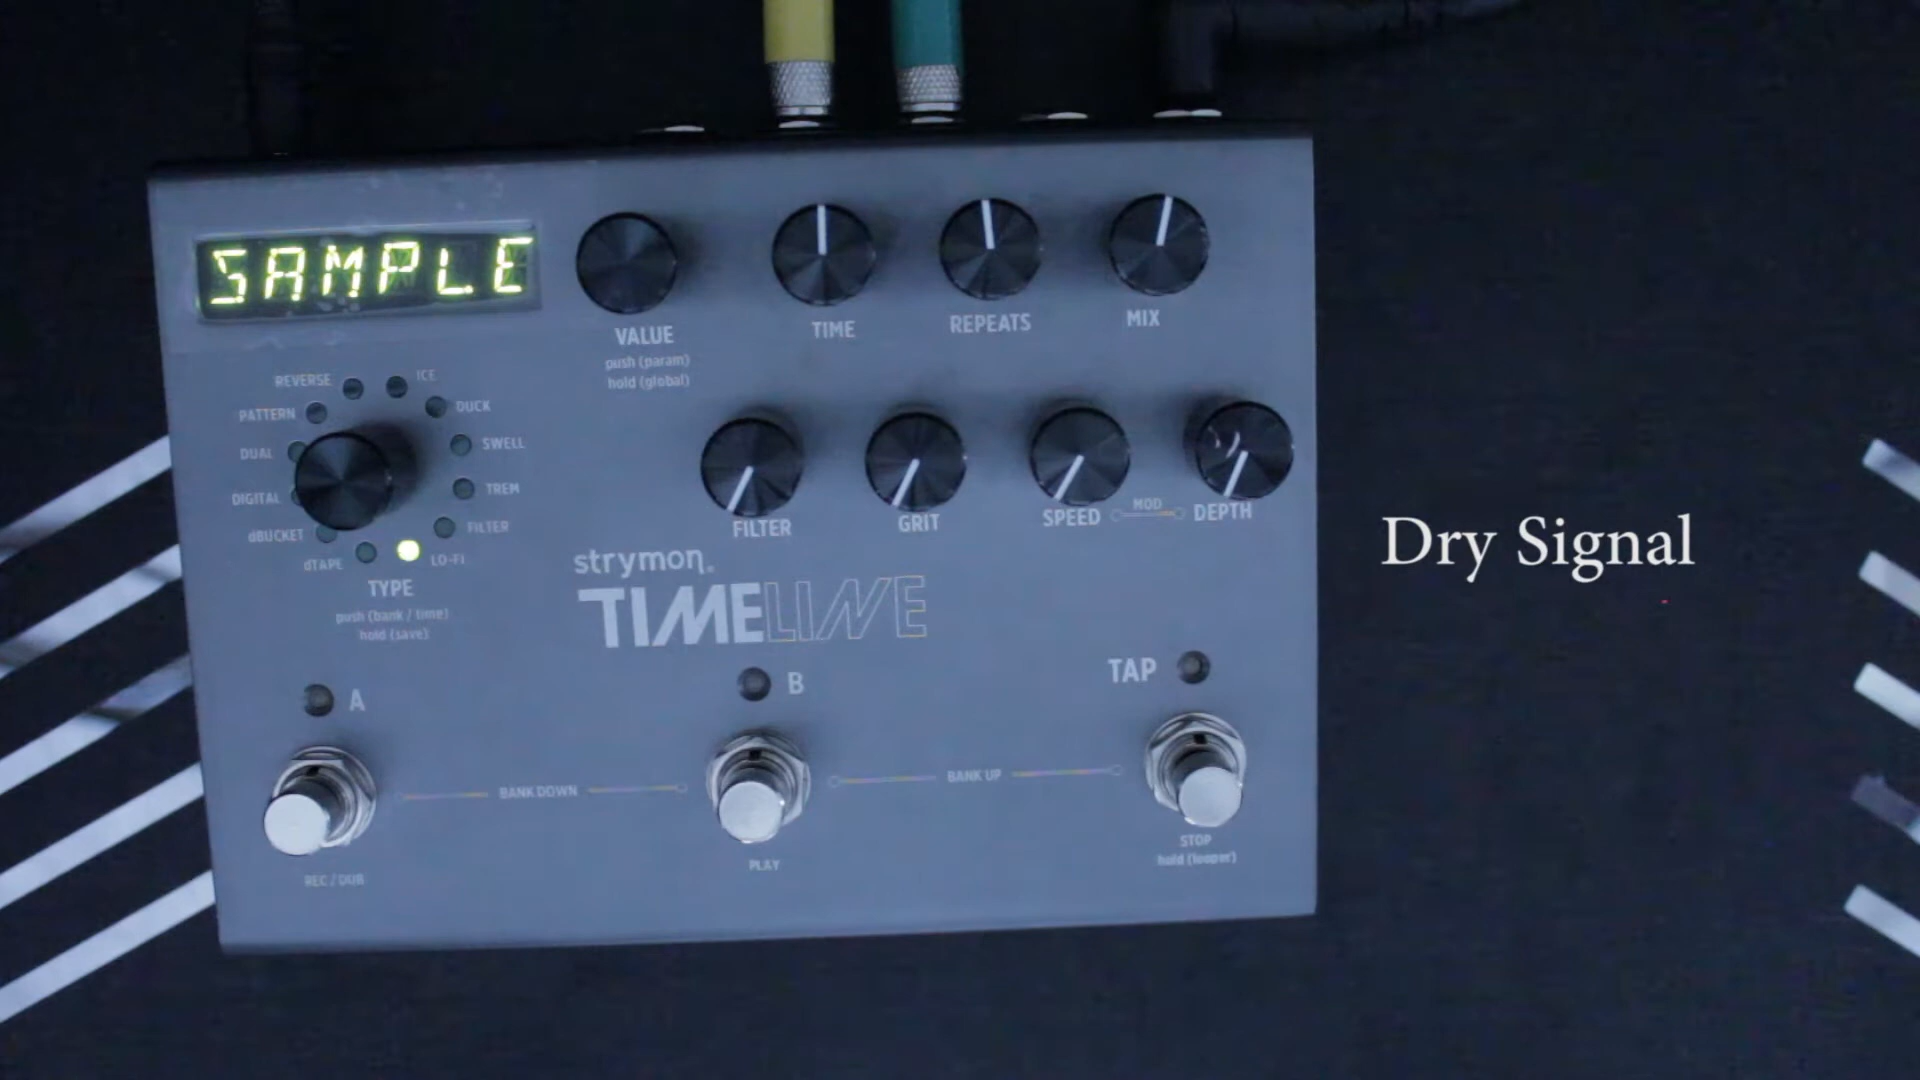 SAMPLE
VALUE
push (param)
hold (global)
TIME
REPEATS
MIX
REVERSE
ICE
PATTERN
DUCK
DUAL
SWELL
DIGITAL
TREM
dBUCKET
FILTER
dTAPE
LO-FI
TYPE
push (bank / time)
hold (save)
FILTER
GRIT
SPEED
MOD
DEPTH
strymon.
TIMELINE
Dry Signal
A
B
TAP
BANK DOWN
BANK UP
REC / DUB
PLAY
STOP
hold (looper)